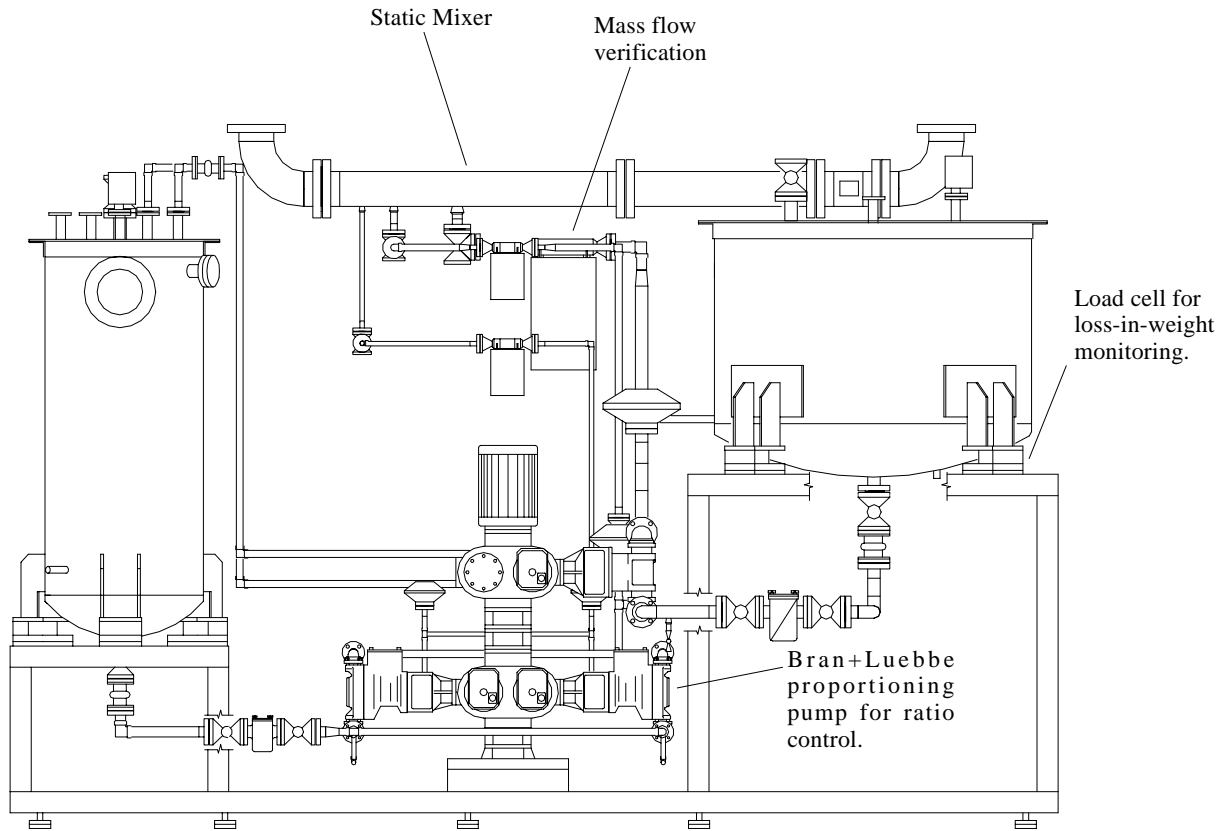 Static Mixer
Mass flow
verification
Load cell for
loss-in-weight
monitoring.
Bran+Luebbe
proportioning
pump for ratio
control.